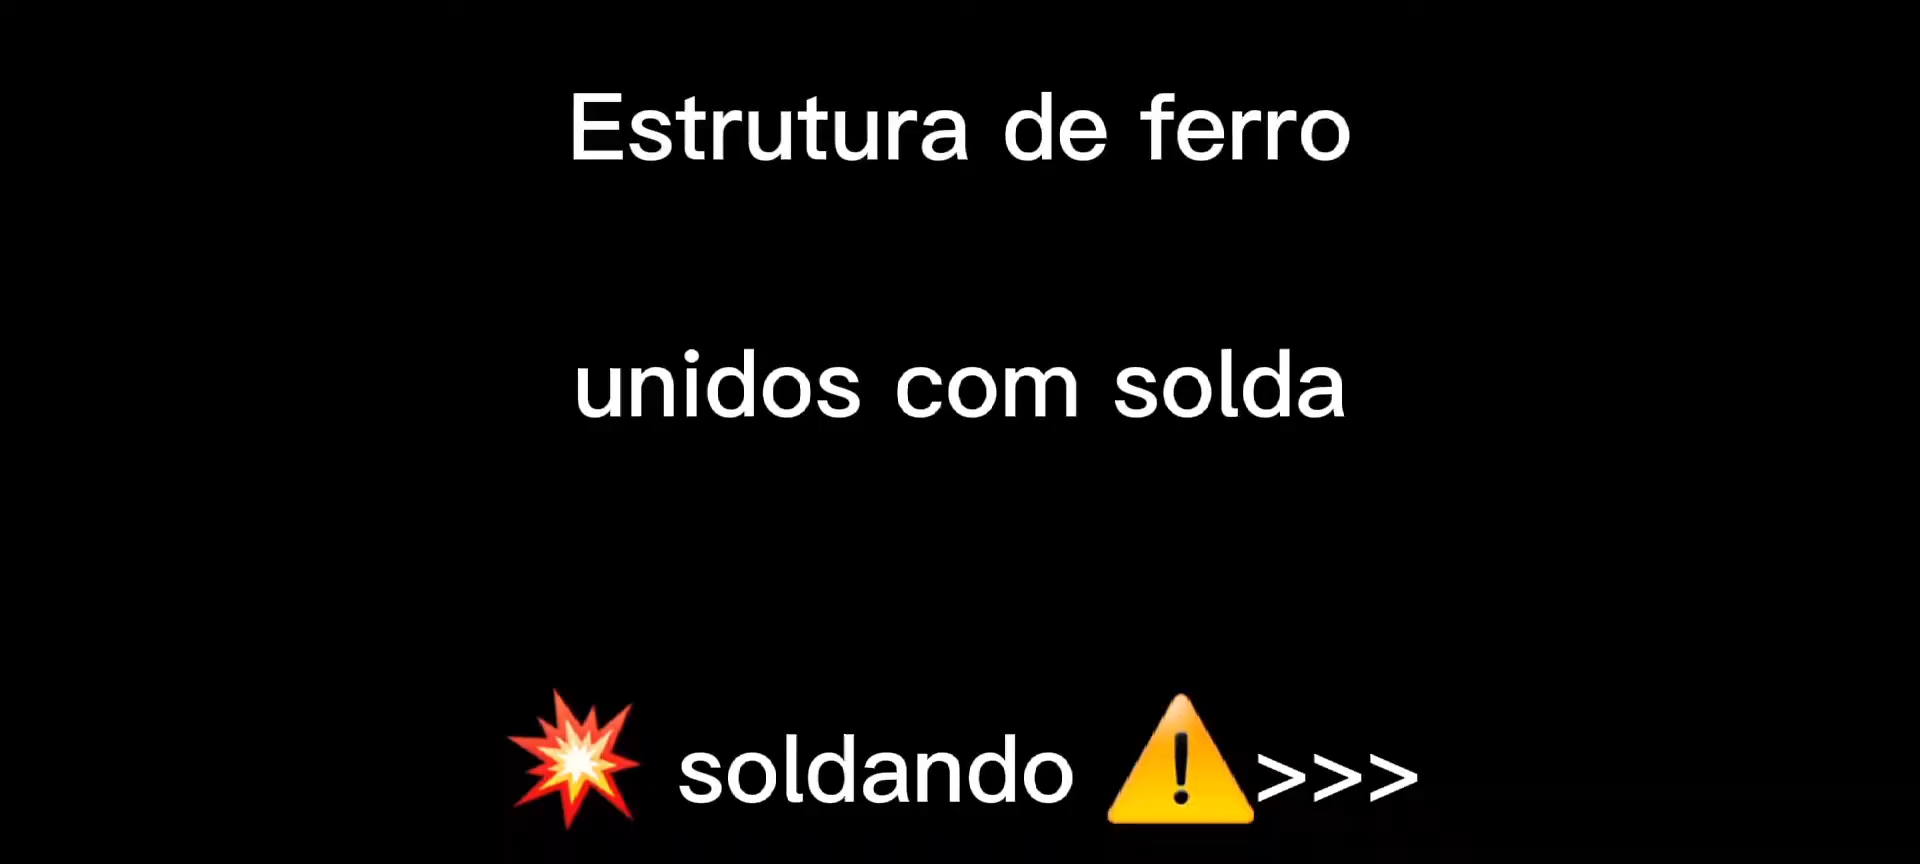 Estrutura de ferro
unidos com solda
💥 soldando ⚠️>>>